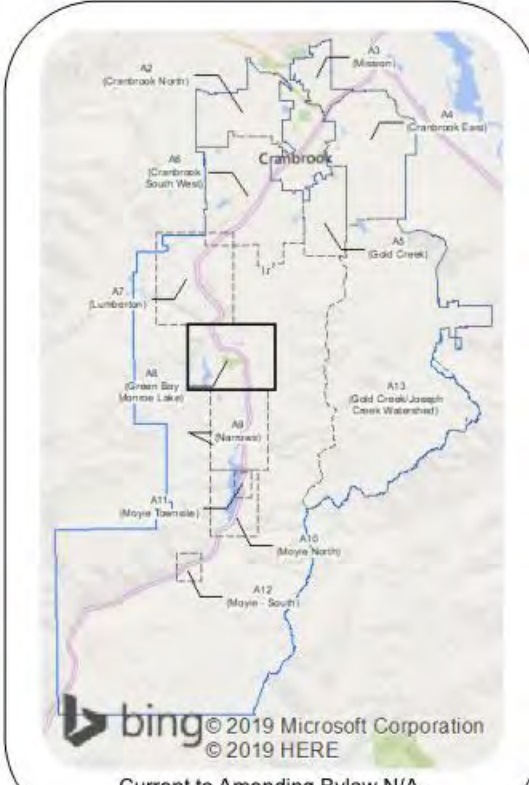 A3
(Mission)
A2
(Cranbrook North)
A4
(Cranbrook East)
Cranbrook
A6
(Cranbrook
South West)
A5
(Gold Creek)
A7
(Lumberton)
A8
(Green Bay
Monroe Lake)
A13
(Gold Creek/Joseph
Creek Watershed)
A9
(Narrows)
A11
(Moyie Townsite)
A10
(Moyie North)
A12
(Moyie - South)
bing © 2019 Microsoft Corporation
© 2019 HERE
Current to Amending Bylaw N/A